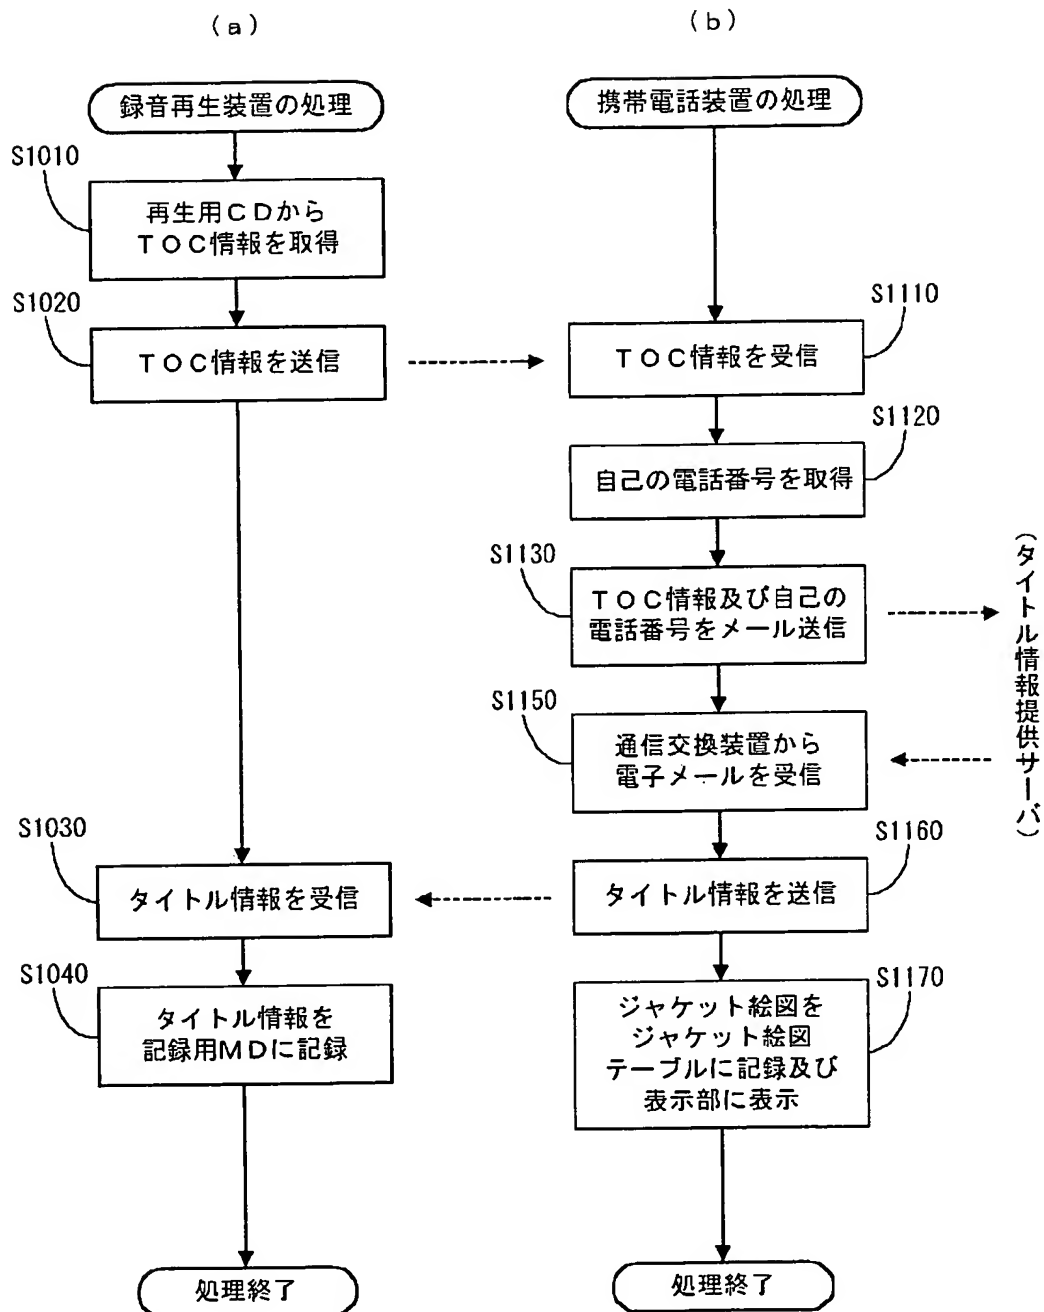 (a)
録音再生装置の処理
S1010
再生用CDから
TOC情報を取得
S1020
TOC情報を送信
S1030
タイトル情報を受信
S1040
タイトル情報を
記録用MDに記録
処理終了
(b)
携帯電話装置の処理
S1110
TOC情報を受信
S1120
自己の電話番号を取得
S1130
TOC情報及び自己の
電話番号をメール送信
S1150
通信交換装置から
電子メールを受信
S1160
タイトル情報を送信
S1170
ジャケット絵図を
ジャケット絵図
テーブルに記録及び
表示部に表示
処理終了
(タイトル情報提供サーバ)